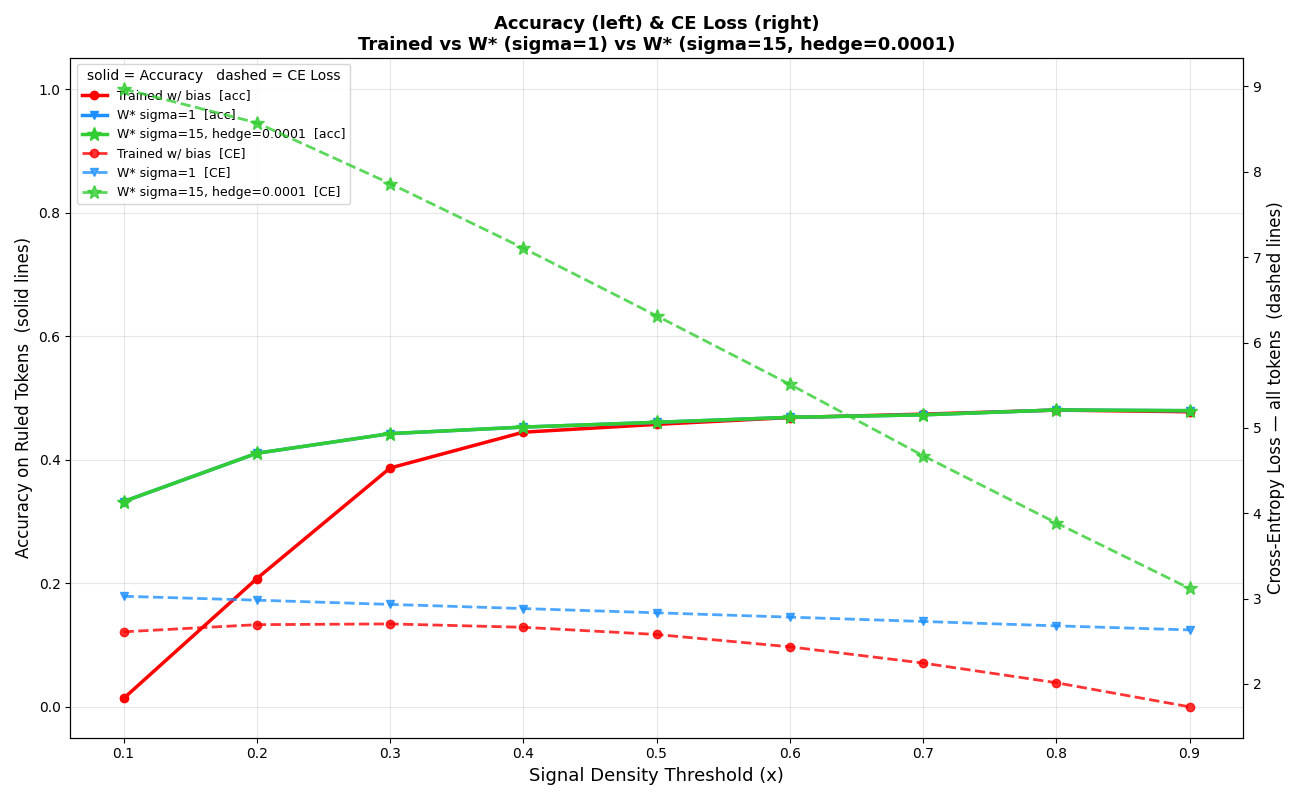 Accuracy (left) & CE Loss (right)
Trained vs W* (sigma=1) vs W* (sigma=15, hedge=0.0001)
solid = Accuracy   dashed = CE Loss
Trained w/ bias  [acc]
W* sigma=1  [acc]
W* sigma=15, hedge=0.0001  [acc]
Trained w/ bias  [CE]
W* sigma=1  [CE]
W* sigma=15, hedge=0.0001  [CE]
Accuracy on Ruled Tokens  (solid lines)
1.0
0.8
0.6
0.4
0.2
0.0
9
8
7
6
5
4
3
2
Cross-Entropy Loss — all tokens  (dashed lines)
0.1 0.2 0.3 0.4 0.5 0.6 0.7 0.8 0.9
Signal Density Threshold (x)